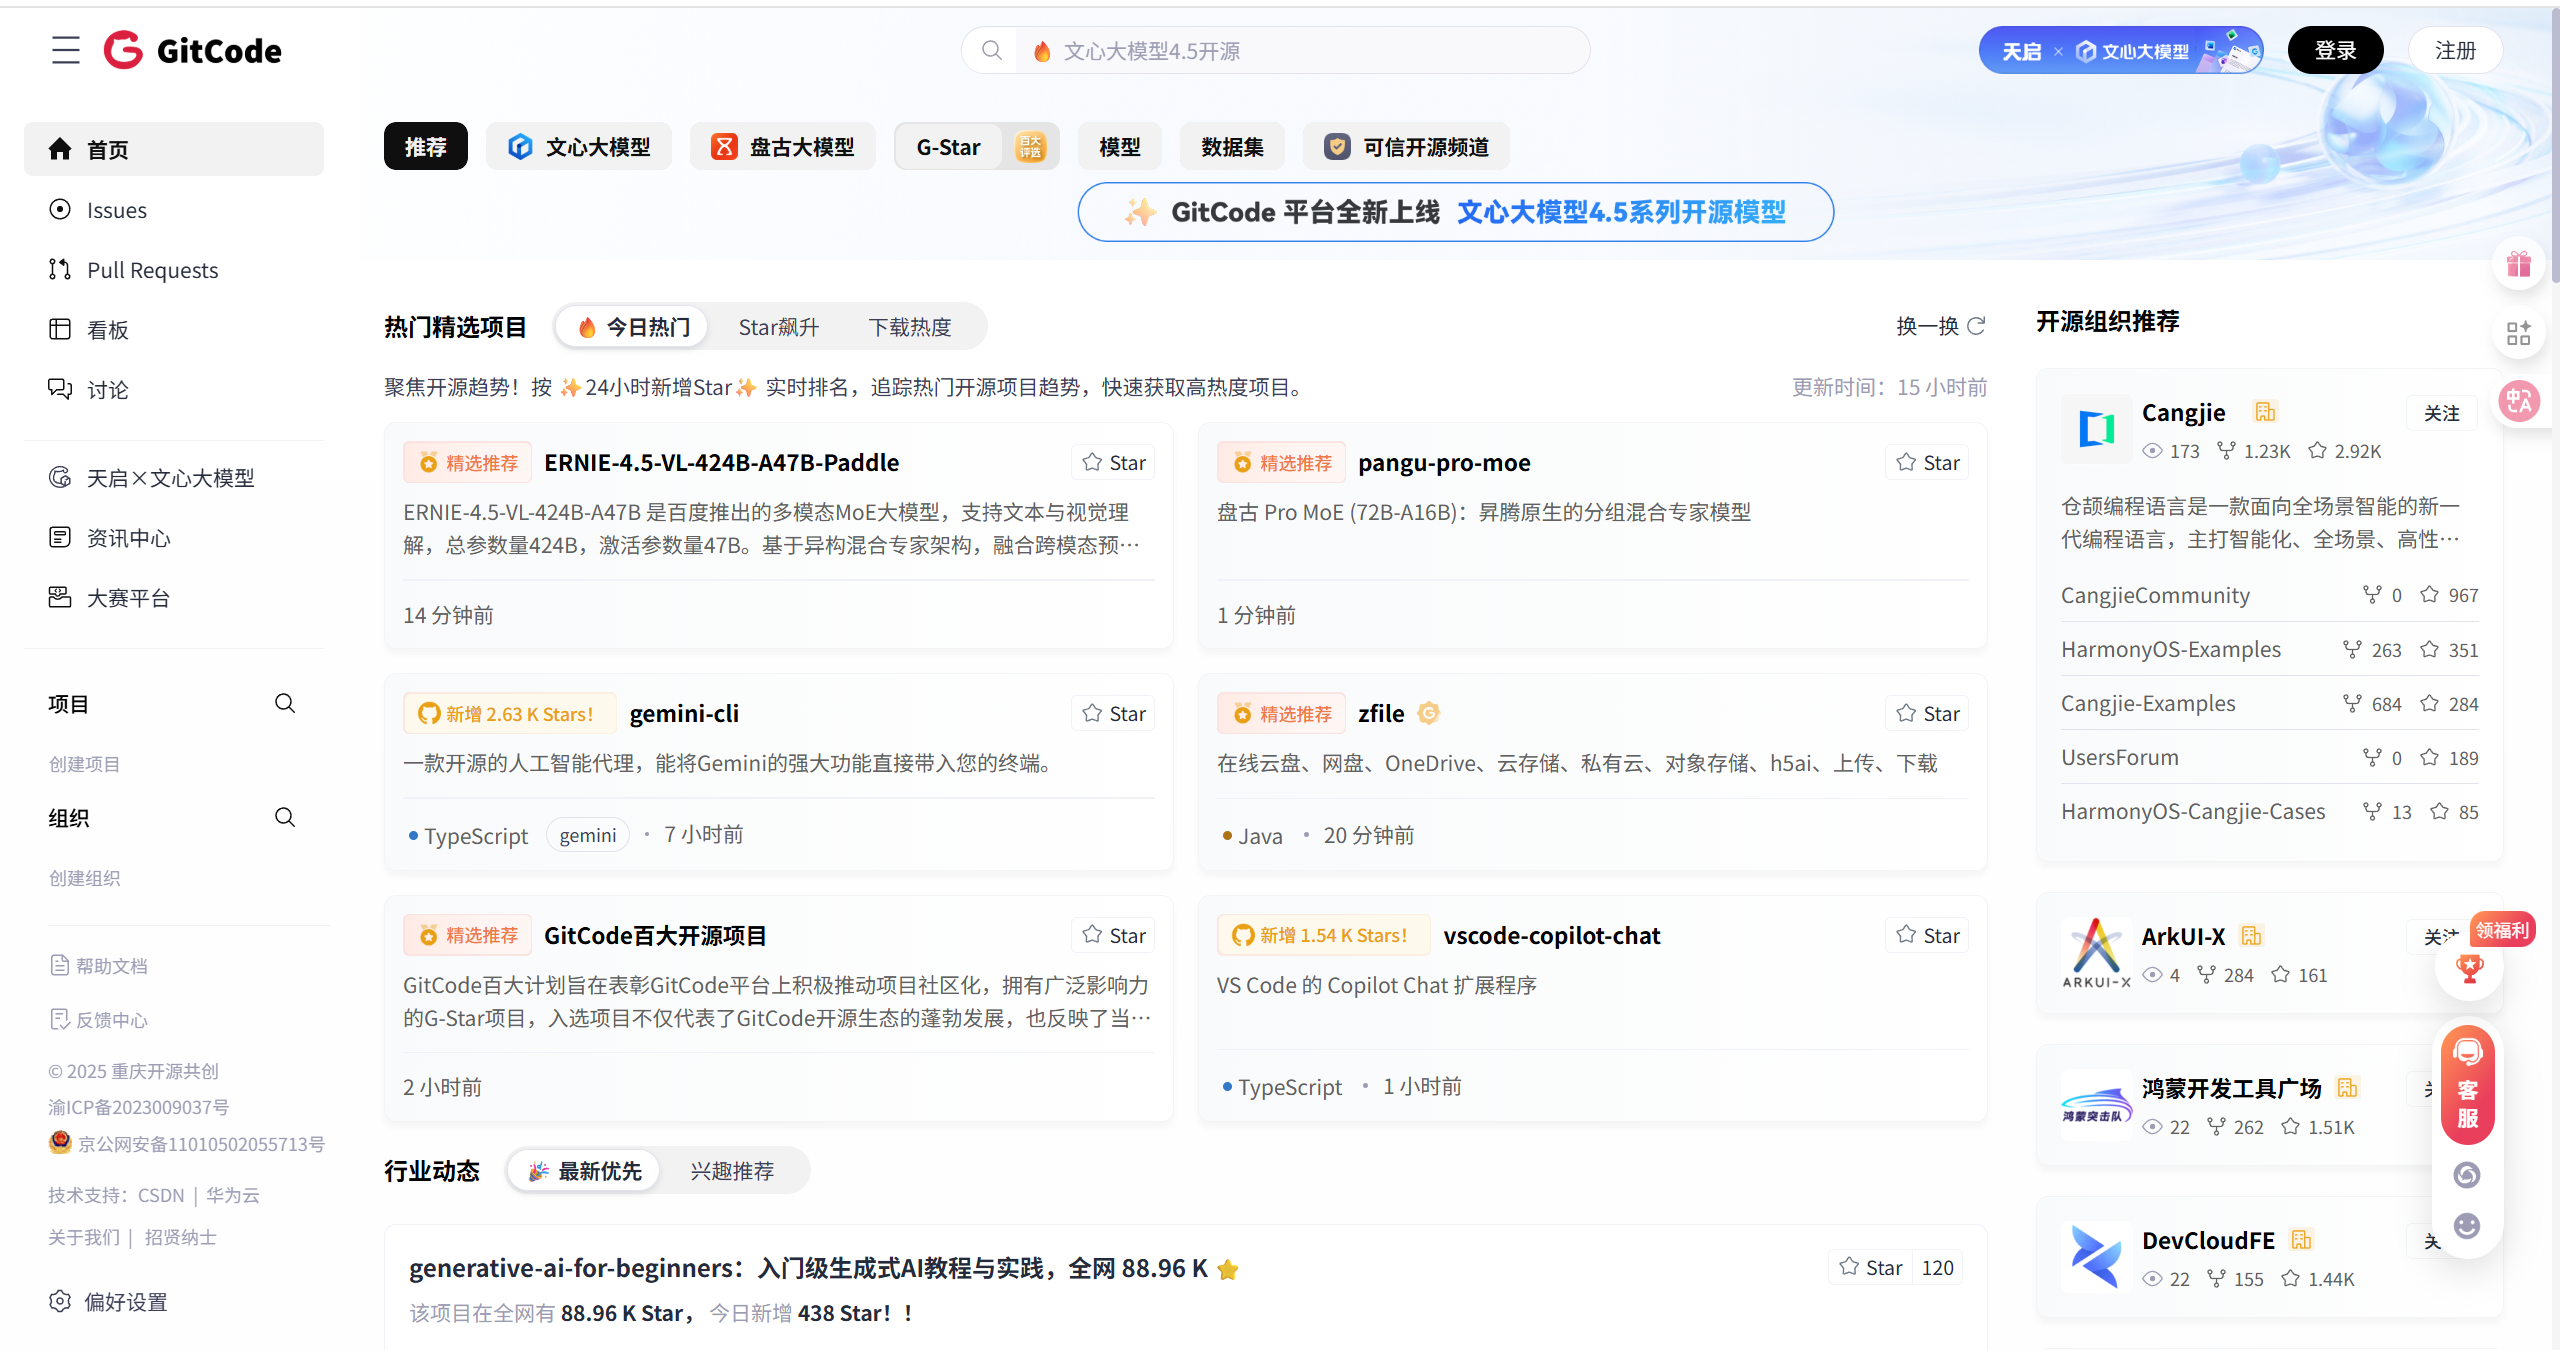 GitCode
文心大模型4.5开源
天启 × 文心大模型
登录
注册
首页
Issues
Pull Requests
看板
讨论
天启×文心大模型
资讯中心
大赛平台
项目
创建项目
组织
创建组织
帮助文档
反馈中心
© 2025 重庆开源共创
渝ICP备2023009037号
京公网安备11010502055713号
技术支持：CSDN | 华为云
关于我们 | 招贤纳士
偏好设置
推荐
文心大模型
盘古大模型
G-Star
百大评选
模型
数据集
可信开源频道
GitCode 平台全新上线 文心大模型4.5系列开源模型
热门精选项目
今日热门
Star飙升
下载热度
换一换
聚焦开源趋势！按 ✨24小时新增Star✨ 实时排名，追踪热门开源项目趋势，快速获取高热度项目。
更新时间：15 小时前
精选推荐 ERNIE-4.5-VL-424B-A47B-Paddle
Star
ERNIE-4.5-VL-424B-A47B 是百度推出的多模态MoE大模型，支持文本与视觉理
解，总参数量424B，激活参数量47B。基于异构混合专家架构，融合跨模态预…
14 分钟前
精选推荐 pangu-pro-moe
Star
盘古 Pro MoE (72B-A16B)：昇腾原生的分组混合专家模型
1 分钟前
新增 2.63 K Stars！ gemini-cli
Star
一款开源的人工智能代理，能将Gemini的强大功能直接带入您的终端。
TypeScript gemini · 7 小时前
精选推荐 zfile
Star
在线云盘、网盘、OneDrive、云存储、私有云、对象存储、h5ai、上传、下载
Java · 20 分钟前
精选推荐 GitCode百大开源项目
Star
GitCode百大计划旨在表彰GitCode平台上积极推动项目社区化，拥有广泛影响力
的G-Star项目，入选项目不仅代表了GitCode开源生态的蓬勃发展，也反映了当…
2 小时前
新增 1.54 K Stars！ vscode-copilot-chat
Star
VS Code 的 Copilot Chat 扩展程序
TypeScript · 1 小时前
行业动态
最新优先
兴趣推荐
generative-ai-for-beginners：入门级生成式AI教程与实践，全网 88.96 K ⭐
Star 120
该项目在全网有 88.96 K Star， 今日新增 438 Star！！
开源组织推荐
Cangjie
关注
173 1.23K 2.92K
仓颉编程语言是一款面向全场景智能的新一
代编程语言，主打智能化、全场景、高性…
CangjieCommunity 0 967
HarmonyOS-Examples 263 351
Cangjie-Examples 684 284
UsersForum 0 189
HarmonyOS-Cangjie-Cases 13 85
ARKUI-X
ArkUI-X
关注
4 284 161
鸿蒙突击队
鸿蒙开发工具广场
关
22 262 1.51K
DevCloudFE
关
22 155 1.44K
中A
领福利
客服